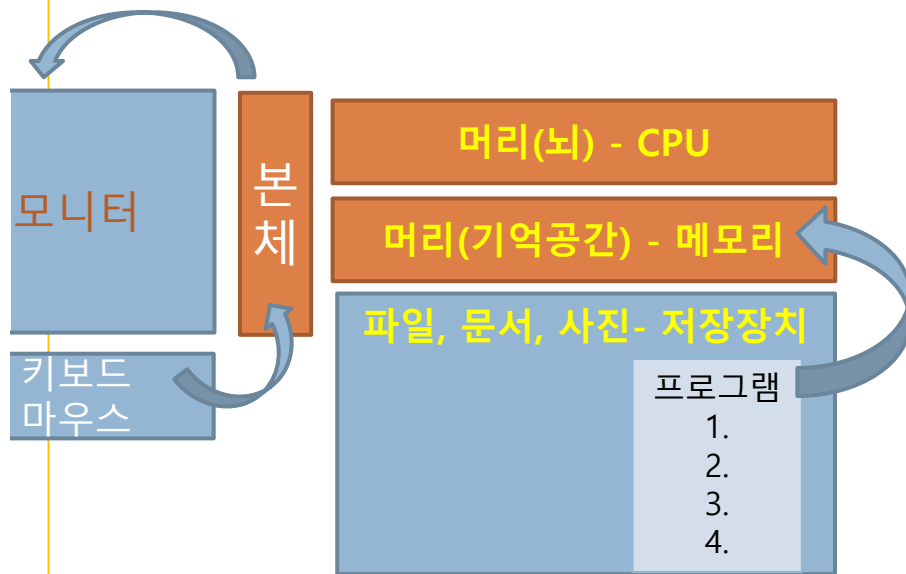 모니터
본
체
키보드
마우스
머리(뇌) - CPU
머리(기억공간) - 메모리
파일, 문서, 사진- 저장장치
프로그램
1.
2.
3.
4.